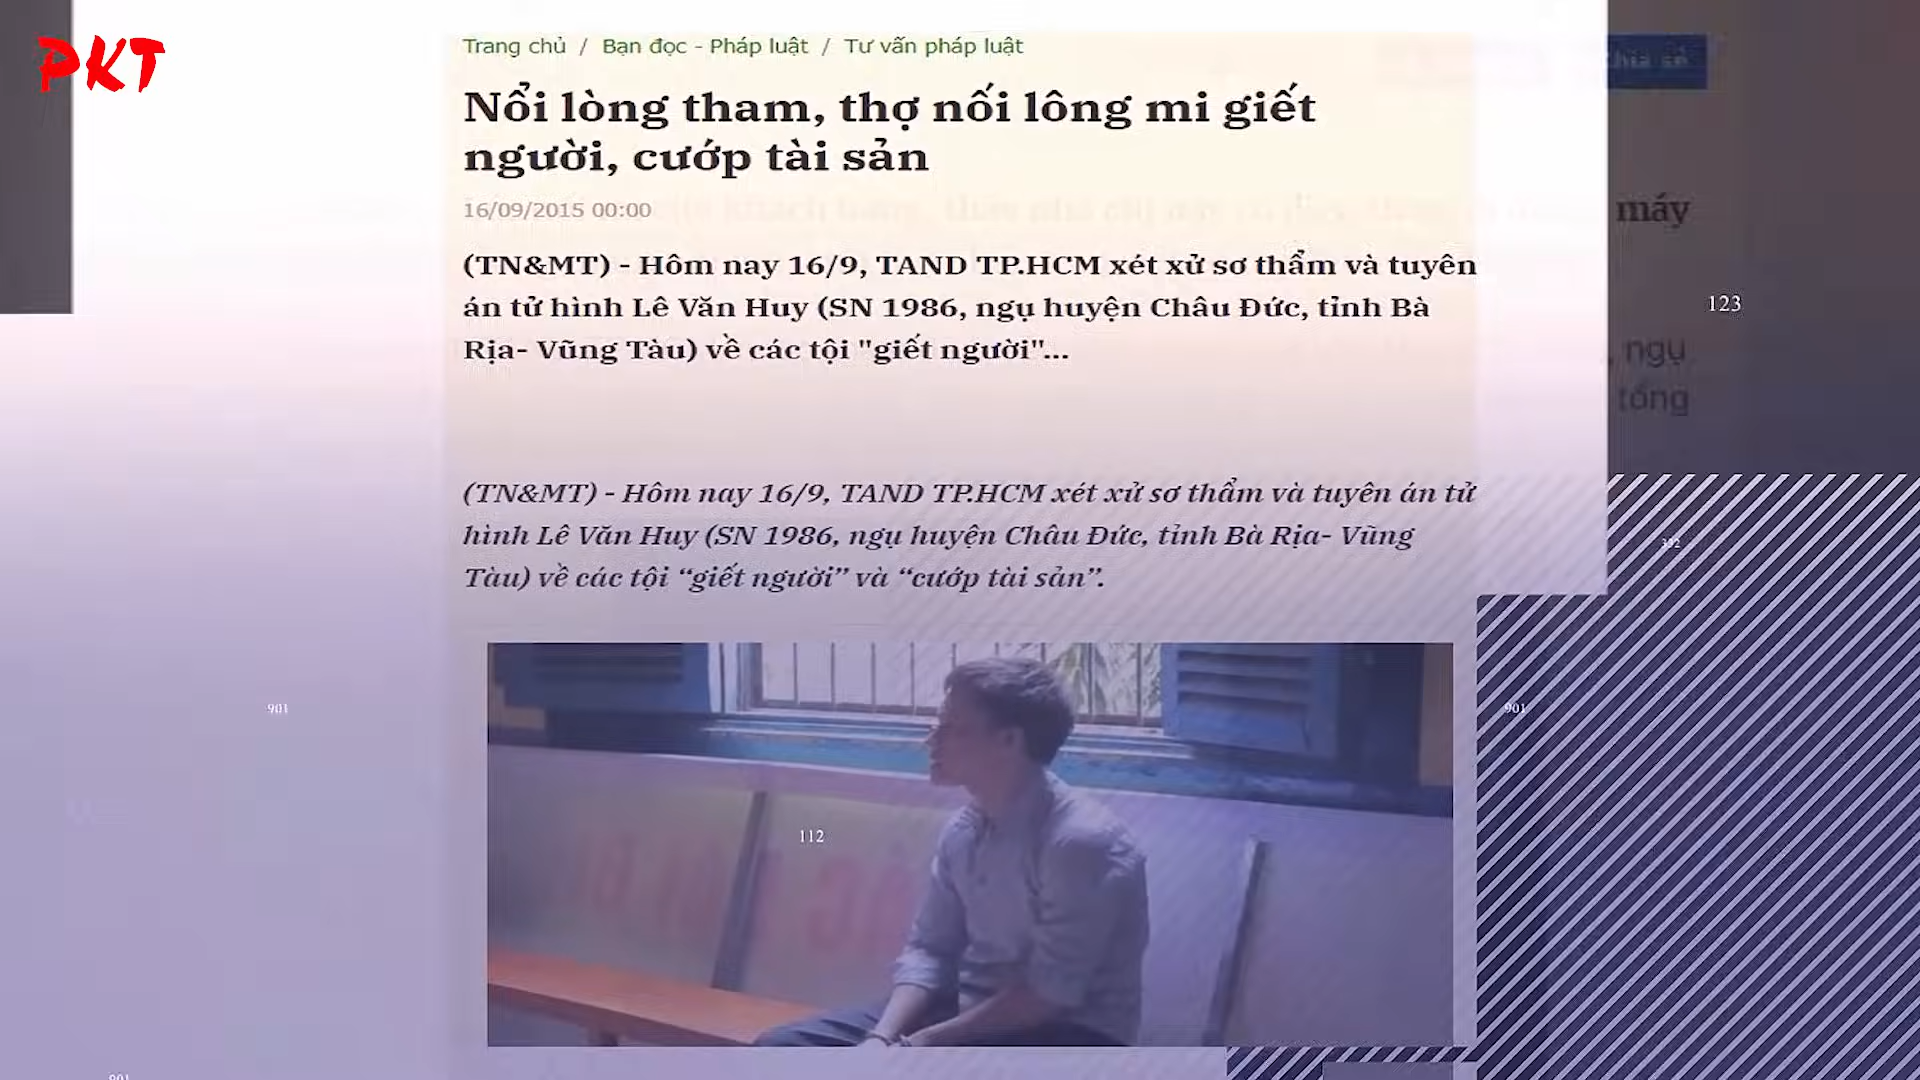 PKT
Trang chủ / Bạn đọc - Pháp luật / Tư vấn pháp luật
Nổi lòng tham, thợ nối lông mi giết
người, cướp tài sản
16/09/2015 00:00
máy
(TN&MT) - Hôm nay 16/9, TAND TP.HCM xét xử sơ thẩm và tuyên
án tử hình Lê Văn Huy (SN 1986, ngụ huyện Châu Đức, tỉnh Bà
Rịa- Vũng Tàu) về các tội "giết người"...
123
, ngụ
tổng
(TN&MT) - Hôm nay 16/9, TAND TP.HCM xét xử sơ thẩm và tuyên án tử
hình Lê Văn Huy (SN 1986, ngụ huyện Châu Đức, tỉnh Bà Rịa- Vũng
Tàu) về các tội “giết người” và “cướp tài sản”.
332
901
901
112
901